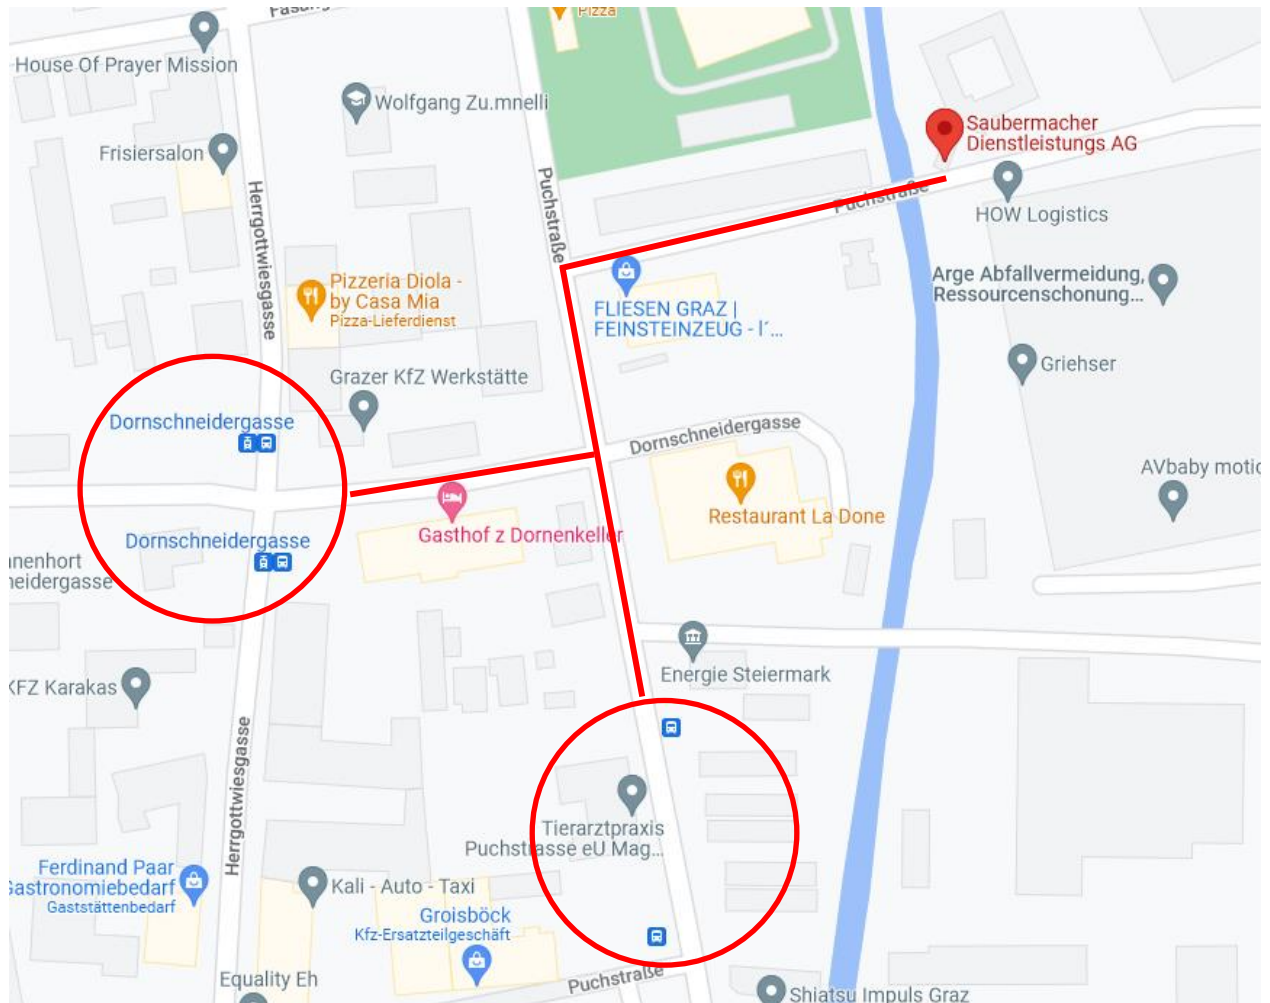 Fasang
Pizza
House Of Prayer Mission
Wolfgang Zu.mnelli
Saubermacher
Dienstleistungs AG
Frisiersalon
Herrgottwiesgasse
Puchstraße
Puchstraße
HOW Logistics
Pizzeria Diola -
by Casa Mia
Pizza-Lieferdienst
FLIESEN GRAZ |
FEINSTEINZEUG - l´...
Arge Abfallvermeidung,
Ressourcenschonung...
Griehser
Grazer KfZ Werkstätte
Dornschneidergasse
Dornschneidergasse
AVbaby motio
Gasthof z Dornenkeller
Restaurant La Done
Dornschneidergasse
nenhort
neidergasse
Energie Steiermark
KFZ Karakas
Herrgottwiesgasse
Tierarztpraxis
Puchstrasse eU Mag...
Ferdinand Paar
Gastronomiebedarf
Gaststättenbedarf
Kali - Auto - Taxi
Groisböck
Kfz-Ersatzteilgeschäft
Equality Eh
Puchstraße
Shiatsu Impuls Graz